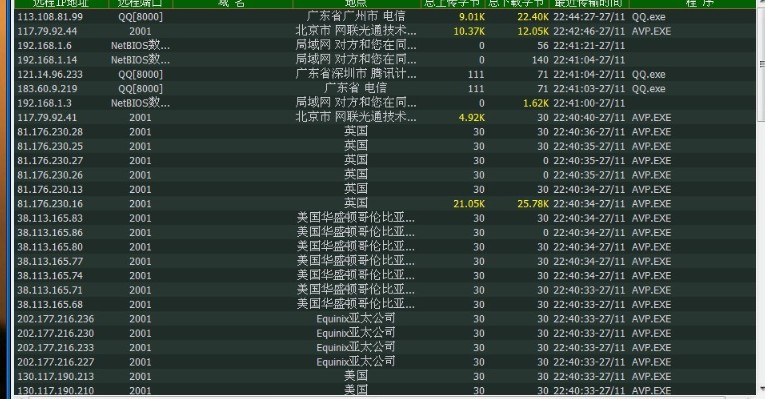 远程IP地址 远程端口 域 名 地点 总上传字节 总下载字节 最近传输时间 程 序
113.108.81.99 QQ[8000] 广东省广州市 电信 9.01K 22.40K 22:44:27-27/11 QQ.exe
117.79.92.44 2001 北京市 网联光通技术... 10.37K 12.05K 22:42:46-27/11 AVP.EXE
192.168.1.6 NetBIOS数... 局域网 对方和您在同... 0 56 22:41:21-27/11
192.168.1.14 NetBIOS数... 局域网 对方和您在同... 0 140 22:41:04-27/11
121.14.96.233 QQ[8000] 广东省深圳市 腾讯计... 111 71 22:41:04-27/11 QQ.exe
183.60.9.219 QQ[8000] 广东省 电信 111 71 22:41:03-27/11 QQ.exe
192.168.1.3 NetBIOS数... 局域网 对方和您在同... 0 1.62K 22:41:00-27/11
117.79.92.41 2001 北京市 网联光通技术... 4.92K 30 22:40:40-27/11 AVP.EXE
81.176.230.28 2001 英国 30 30 22:40:36-27/11 AVP.EXE
81.176.230.25 2001 英国 30 30 22:40:35-27/11 AVP.EXE
81.176.230.27 2001 英国 30 0 22:40:35-27/11 AVP.EXE
81.176.230.26 2001 英国 30 0 22:40:35-27/11 AVP.EXE
81.176.230.13 2001 英国 30 30 22:40:34-27/11 AVP.EXE
81.176.230.16 2001 英国 21.05K 25.78K 22:40:34-27/11 AVP.EXE
38.113.165.83 2001 美国华盛顿哥伦比亚... 30 30 22:40:34-27/11 AVP.EXE
38.113.165.86 2001 美国华盛顿哥伦比亚... 30 0 22:40:34-27/11 AVP.EXE
38.113.165.80 2001 美国华盛顿哥伦比亚... 30 30 22:40:34-27/11 AVP.EXE
38.113.165.77 2001 美国华盛顿哥伦比亚... 30 30 22:40:34-27/11 AVP.EXE
38.113.165.74 2001 美国华盛顿哥伦比亚... 30 30 22:40:34-27/11 AVP.EXE
38.113.165.71 2001 美国华盛顿哥伦比亚... 30 30 22:40:33-27/11 AVP.EXE
38.113.165.68 2001 美国华盛顿哥伦比亚... 30 30 22:40:33-27/11 AVP.EXE
202.177.216.236 2001 Equinix亚太公司 30 30 22:40:33-27/11 AVP.EXE
202.177.216.230 2001 Equinix亚太公司 30 30 22:40:33-27/11 AVP.EXE
202.177.216.233 2001 Equinix亚太公司 30 30 22:40:33-27/11 AVP.EXE
202.177.216.227 2001 Equinix亚太公司 30 30 22:40:33-27/11 AVP.EXE
130.117.190.213 2001 美国 30 30 22:40:33-27/11 AVP.EXE
130.117.190.210 2001 美国 30 30 22:40:33-27/11 AVP.EXE